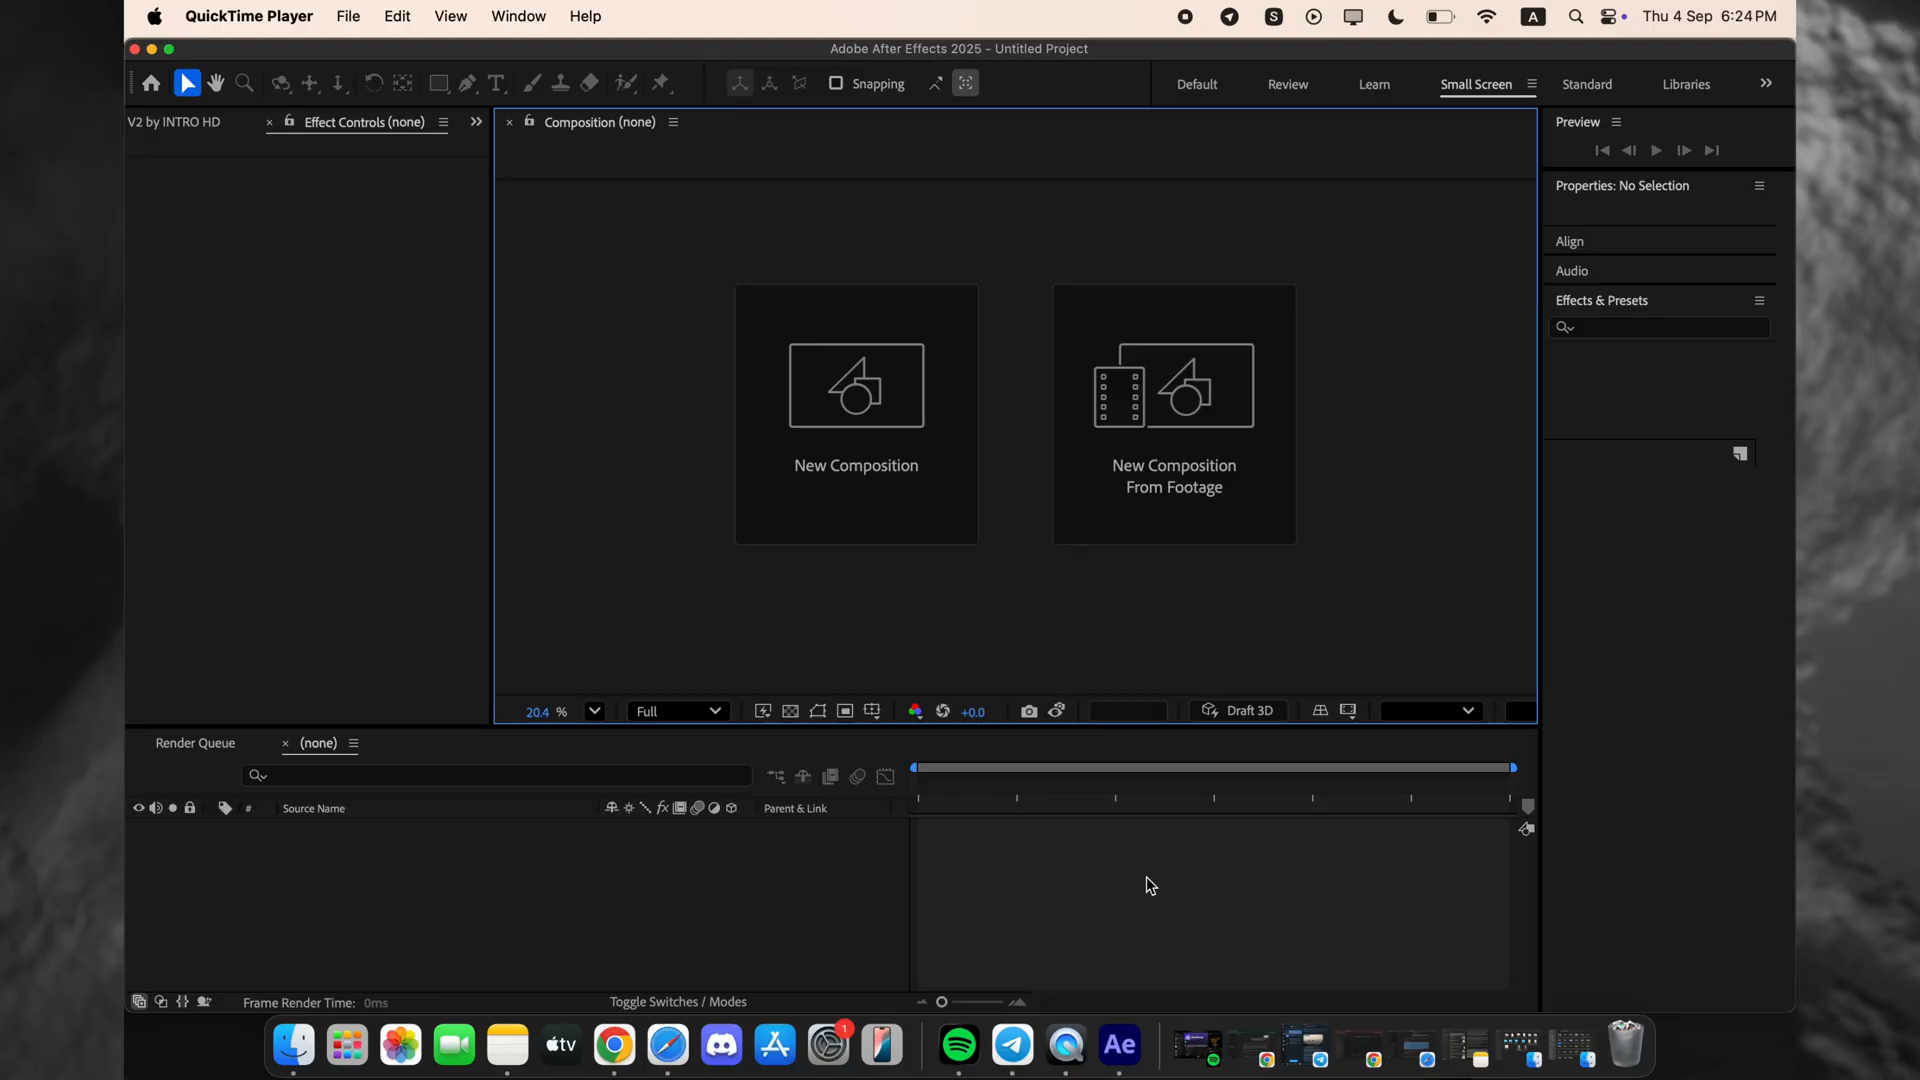 QuickTime Player File Edit View Window Help S A Thu 4 Sep 6:24 PM
Adobe After Effects 2025 - Untitled Project
T Snapping Default Review Learn Small Screen Standard Libraries
V2 by INTRO HD × Effect Controls (none) × Composition (none) Preview
Properties: No Selection
Align
Audio
Effects & Presets
New Composition
New Composition
From Footage
20.4 % Full +0.0 Draft 3D
Render Queue × (none)
# Source Name fx Parent & Link
Frame Render Time: 0ms Toggle Switches / Modes
tv 1 Ae